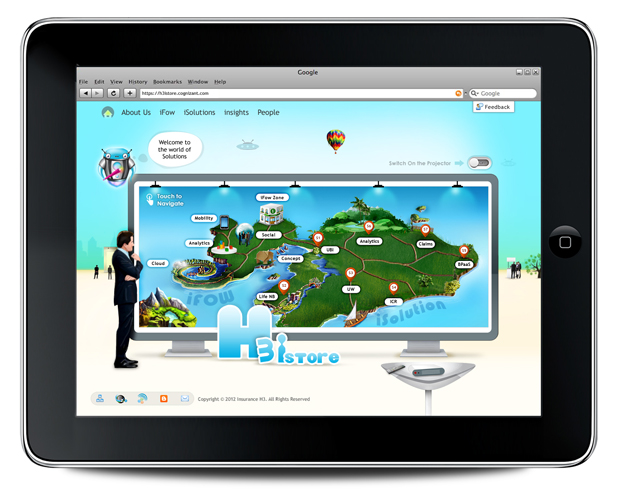 Google
File Edit View History Bookmarks Window Help
https://h3store.cognizant.com
Google
Feedback
About Us iFow iSolutions Insights People
Welcome to
the world of
Solutions
Switch On the Projector
Touch to
Navigate
iFow Zone
Mobility
Social
Analytics
UBI
Analytics
Claims
Cloud
Concept
BPaaS
Life NB
UW
ICR
iFOW
iSolution
H3istore
Copyright © 2012 Insurance H3. All Rights Reserved